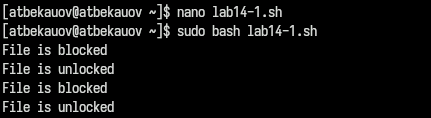 [atbekauov@atbekauov ~]$ nano lab14-1.sh
[atbekauov@atbekauov ~]$ sudo bash lab14-1.sh
File is blocked
File is unlocked
File is blocked
File is unlocked